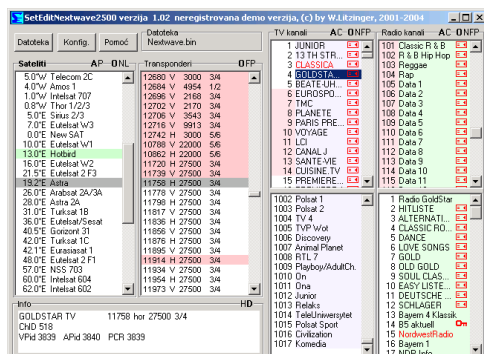 SetEditNextwave2500 verzija 1.02 neregistrovana demo verzija, (c) by W.Litzinger, 2001-2004
Datoteka
Konfig.
Pomoć
Datoteka
Nextwave.bin
Sateliti AP ONL
5.0°W Telecom 2C
4.0°W Amos 1
1.0°W Intelsat 707
0.8°W Thor 1/2/3
5.0°E Sirius 2/3
7.0°E Eutelsat W3
0.0°E New SAT
10.0°E Eutelsat W1
13.0°E Hotbird
16.0°E Eutelsat W2
21.5°E Eutelsat 2 F3
19.2°E Astra
26.0°E Arabsat 2A/3A
28.0°E Astra 2A
31.0°E Turksat 1B
36.0°E Eutelsat/Sesat
40.5°E Gorizont 31
42.0°E Turksat 1C
42.1°E Eurasiasat 1
48.0°E Eutelsat 2 F1
57.0°E NSS 703
60.0°E Intelsat 604
62.0°E Intelsat 602
Transponderi OFP
12680 V 3000 3/4
12684 V 4954 1/2
12696 V 2168 3/4
12702 V 2170 3/4
12706 V 3543 3/4
12716 V 9913 3/4
12742 H 3000 5/6
10788 V 22000 5/6
10862 H 22000 5/6
11720 H 27500 3/4
11739 V 27500 3/4
11758 H 27500 3/4
11778 V 27500 3/4
11798 H 27500 3/4
11817 V 27500 3/4
11836 H 27500 3/4
11856 V 27500 3/4
11876 H 27500 3/4
11895 V 27500 3/4
11914 H 27500 3/4
11934 V 27500 3/4
11954 H 27500 3/4
11973 V 27500 3/4
Info HD-
GOLDSTAR TV 11758 hor 27500 3/4
CND 518
VPid 3839 APid 3840 PCR 3839
TV kanali AC ONFP
1 JUNIOR
2 13 TH STR...
3 CLASSICA
4 GOLDSTA...
5 BEATE-UH...
6 EUROSPO...
7 TMC
8 PLANETE
9 PARIS PRE...
10 VOYAGE
11 LCI
12 CANAL J
13 SANTE-VIE
14 CUISINE.TV
15 PREMIERE...
1002 Polsat 1
1003 Polsat 2
1004 TV 4
1005 TVP Wot
1006 Discovery
1007 Animal Planet
1008 RTL 7
1009 Playboy/AdultCh.
1010 On
1011 Ona
1012 Junior
1013 Relaks
1014 TeleUniwersytet
1015 Polsat Sport
1016 Civilization
1017 Komedia
Radio kanali AC ONFP
101 Classic R & B
102 R & B Hip Hop
103 Reggae
104 Rap
105 Data 1
106 Data 2
107 Data 3
108 Data 4
109 Data 5
110 Data 6
111 Data 7
112 Data 8
113 Data 9
114 Data 10
115 Data 11
1 Radio GoldStar
2 HITLISTE
3 ALTERNATI...
4 CLASSIC RO...
5 DANCE
6 LOVE SONGS
7 GOLD
8 OLD GOLD
9 SOUL CLAS...
10 EASY LISTE...
11 DEUTSCHE ...
12 SCHLAGER
13 Bayern 4 Klassik
14 B5 aktuell
15 NordwestRadio
16 Bayern 1
17 NDR Info